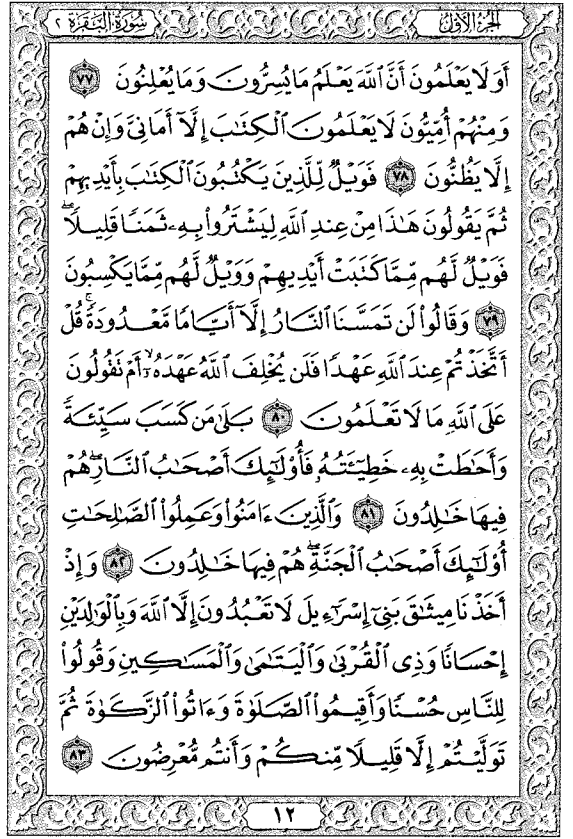 الجزء الأول سورة البقرة ٢
أَوَلَا يَعْلَمُونَ أَنَّ ٱللَّهَ يَعْلَمُ مَا يُسِرُّونَ وَمَا يُعْلِنُونَ ٧٧
وَمِنْهُمْ أُمِّيُّونَ لَا يَعْلَمُونَ ٱلْكِتَٰبَ إِلَّآ أَمَانِىَّ وَإِنْ هُمْ
إِلَّا يَظُنُّونَ ٧٨ فَوَيْلٌ لِّلَّذِينَ يَكْتُبُونَ ٱلْكِتَٰبَ بِأَيْدِيهِمْ
ثُمَّ يَقُولُونَ هَٰذَا مِنْ عِندِ ٱللَّهِ لِيَشْتَرُوا۟ بِهِۦ ثَمَنًا قَلِيلًا ۖ
فَوَيْلٌ لَّهُم مِّمَّا كَتَبَتْ أَيْدِيهِمْ وَوَيْلٌ لَّهُم مِّمَّا يَكْسِبُونَ
٧٩ وَقَالُوا۟ لَن تَمَسَّنَا ٱلنَّارُ إِلَّآ أَيَّامًا مَّعْدُودَةً ۚ قُلْ
أَتَّخَذْتُمْ عِندَ ٱللَّهِ عَهْدًا فَلَن يُخْلِفَ ٱللَّهُ عَهْدَهُۥٓ ۖ أَمْ تَقُولُونَ
عَلَى ٱللَّهِ مَا لَا تَعْلَمُونَ ٨٠ بَلَىٰ مَن كَسَبَ سَيِّئَةً
وَأَحَٰطَتْ بِهِۦ خَطِيٓـَٔتُهُۥ فَأُو۟لَٰٓئِكَ أَصْحَٰبُ ٱلنَّارِ ۖ هُمْ
فِيهَا خَٰلِدُونَ ٨١ وَٱلَّذِينَ ءَامَنُوا۟ وَعَمِلُوا۟ ٱلصَّٰلِحَٰتِ
أُو۟لَٰٓئِكَ أَصْحَٰبُ ٱلْجَنَّةِ ۖ هُمْ فِيهَا خَٰلِدُونَ ٨٢ وَإِذْ
أَخَذْنَا مِيثَٰقَ بَنِىٓ إِسْرَٰٓءِيلَ لَا تَعْبُدُونَ إِلَّا ٱللَّهَ وَبِٱلْوَٰلِدَيْنِ
إِحْسَانًا وَذِى ٱلْقُرْبَىٰ وَٱلْيَتَٰمَىٰ وَٱلْمَسَٰكِينِ وَقُولُوا۟
لِلنَّاسِ حُسْنًا وَأَقِيمُوا۟ ٱلصَّلَوٰةَ وَءَاتُوا۟ ٱلزَّكَوٰةَ ثُمَّ
تَوَلَّيْتُمْ إِلَّا قَلِيلًا مِّنكُمْ وَأَنتُم مُّعْرِضُونَ ٨٣
١٢